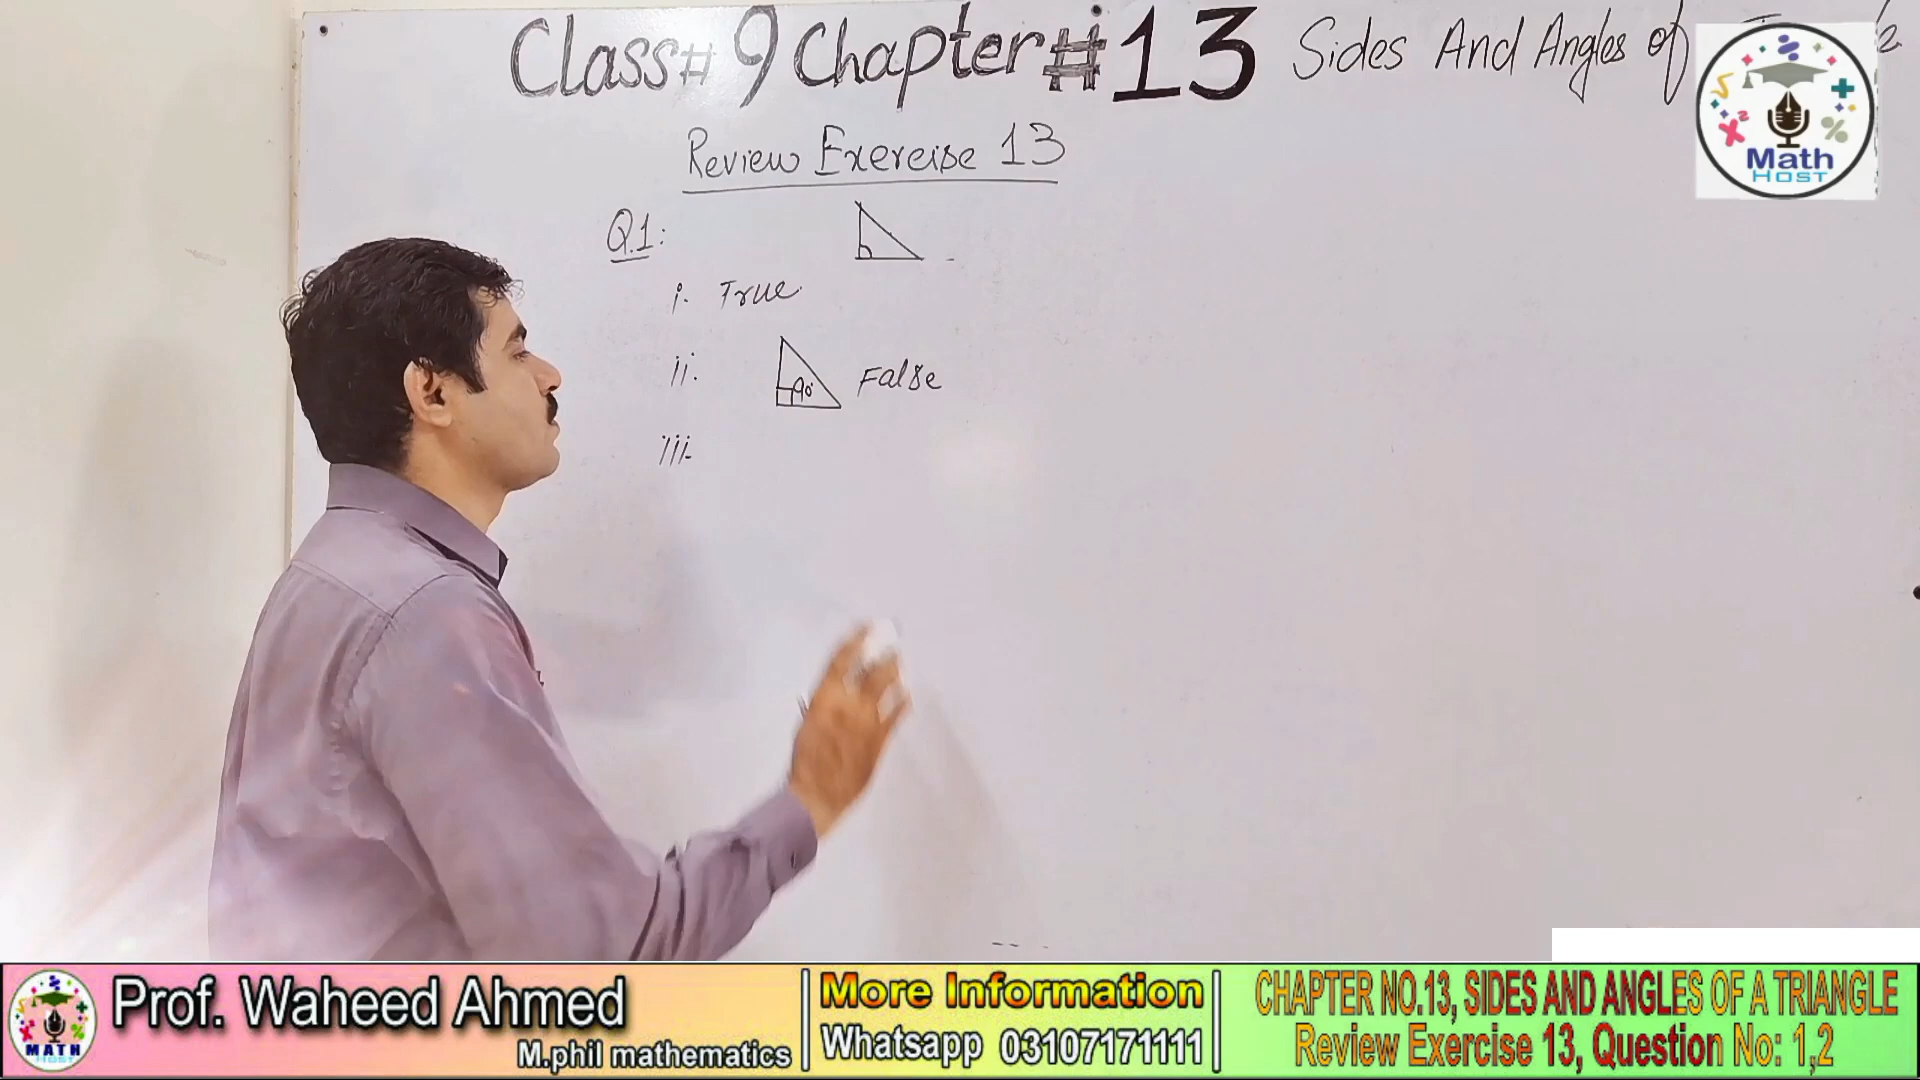 Class# 9 Chapter # 13 Sides And Angles of
Math
HOST
Review Exercise 13
Q.1:
i. True
ii. 90° False
iii.
MATH
HOST
Prof. Waheed Ahmed
M.phil mathematics
More Information
Whatsapp 03107171111
CHAPTER NO.13, SIDES AND ANGLES OF A TRIANGLE
Review Exercise 13, Question No: 1,2